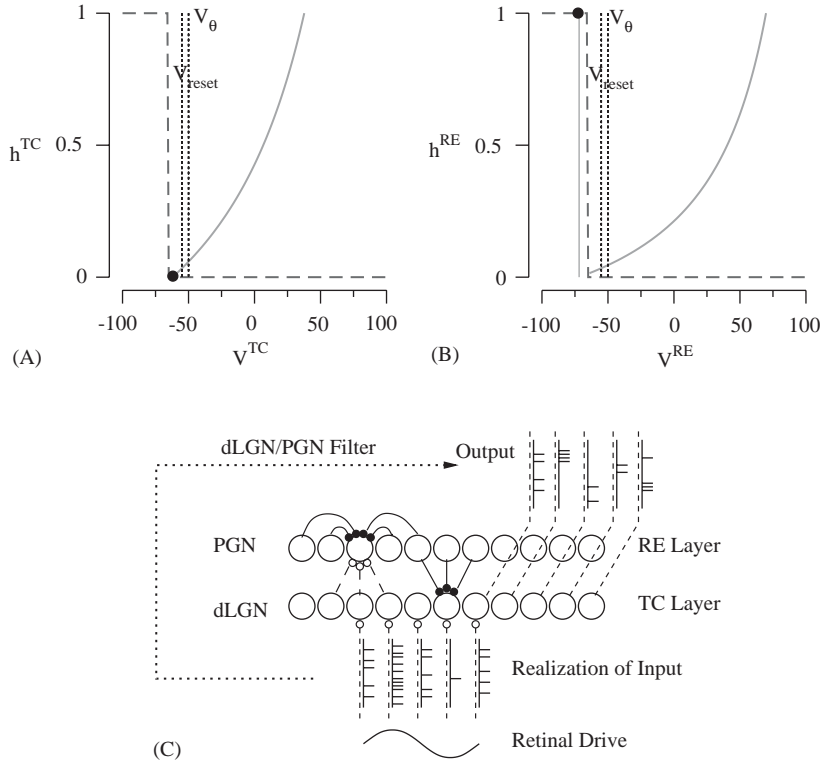 1
V_θ
V_reset
h^TC
0.5
0
-100 -50 0 50 100
V^TC
(A)
1
V_θ
V_reset
h^RE
0.5
0
-100 -50 0 50 100
V^RE
(B)
dLGN/PGN Filter
Output
PGN
RE Layer
dLGN
TC Layer
Realization of Input
Retinal Drive
(C)